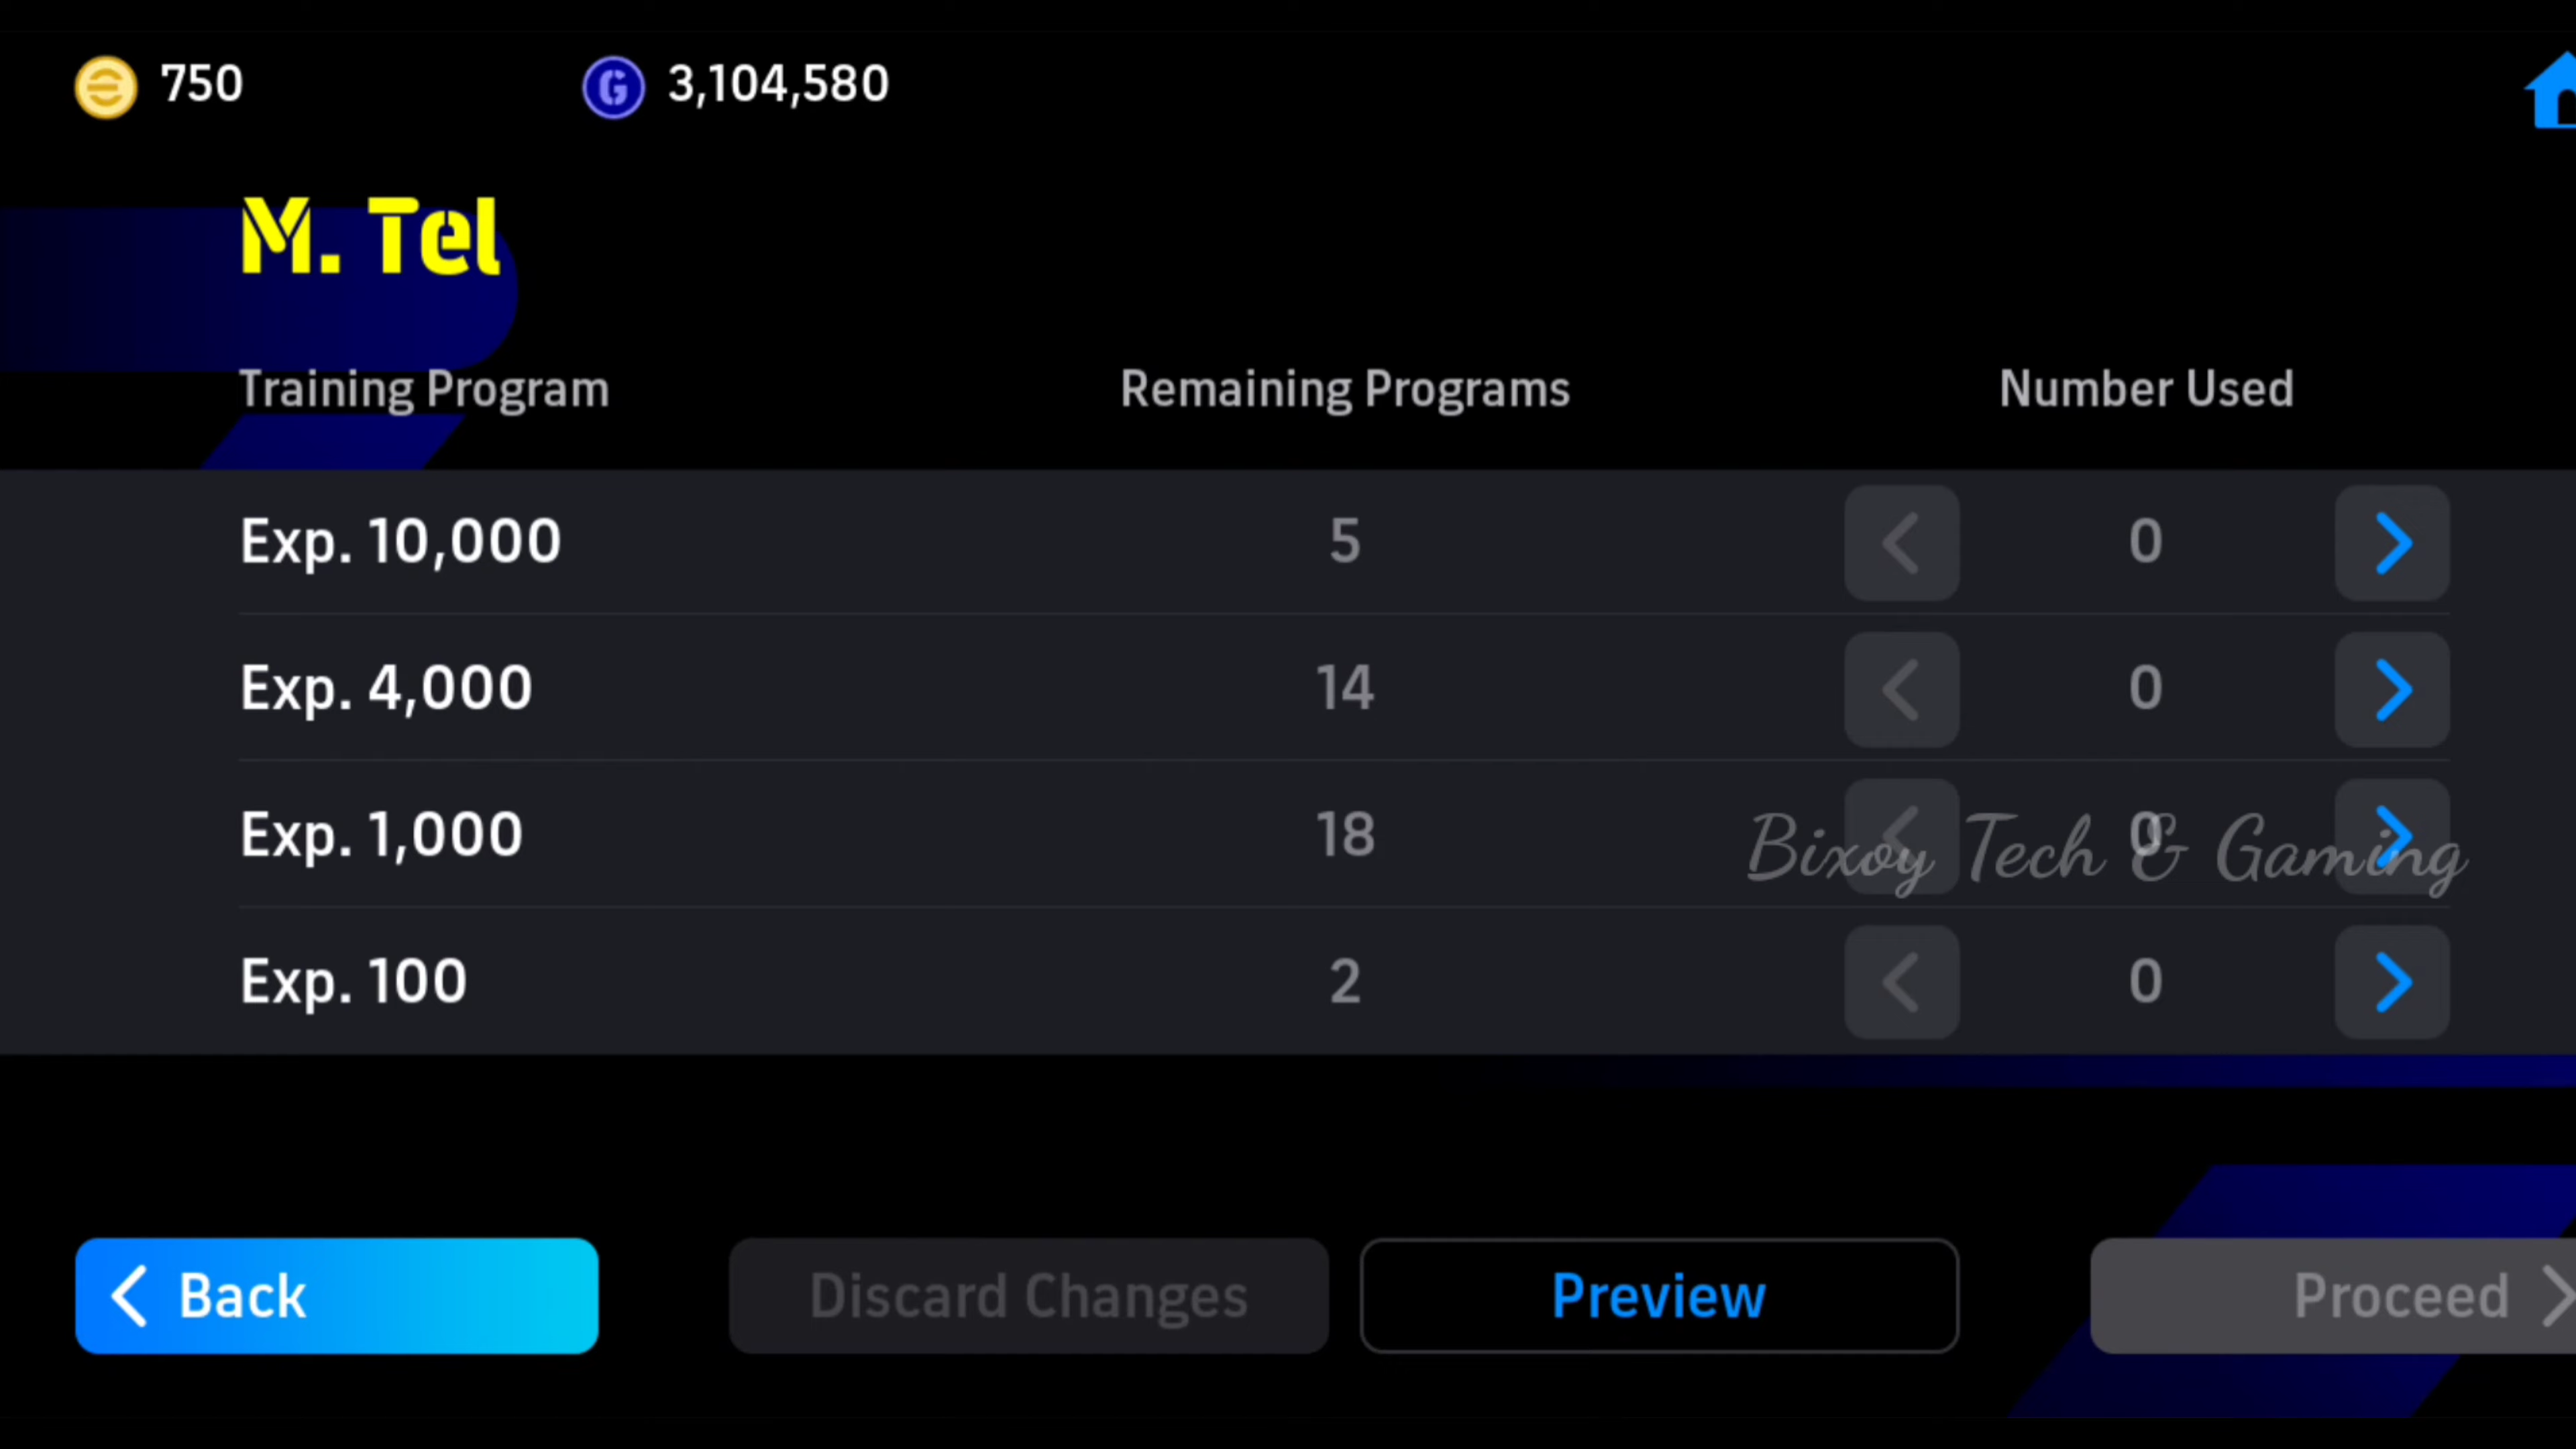 750
G 3,104,580
M. Tel
Training Program Remaining Programs Number Used
Exp. 10,000 5 0
Exp. 4,000 14 0
Exp. 1,000 18 0
Bixoy Tech & Gaming
Exp. 100 2 0
Back Discard Changes Preview Proceed